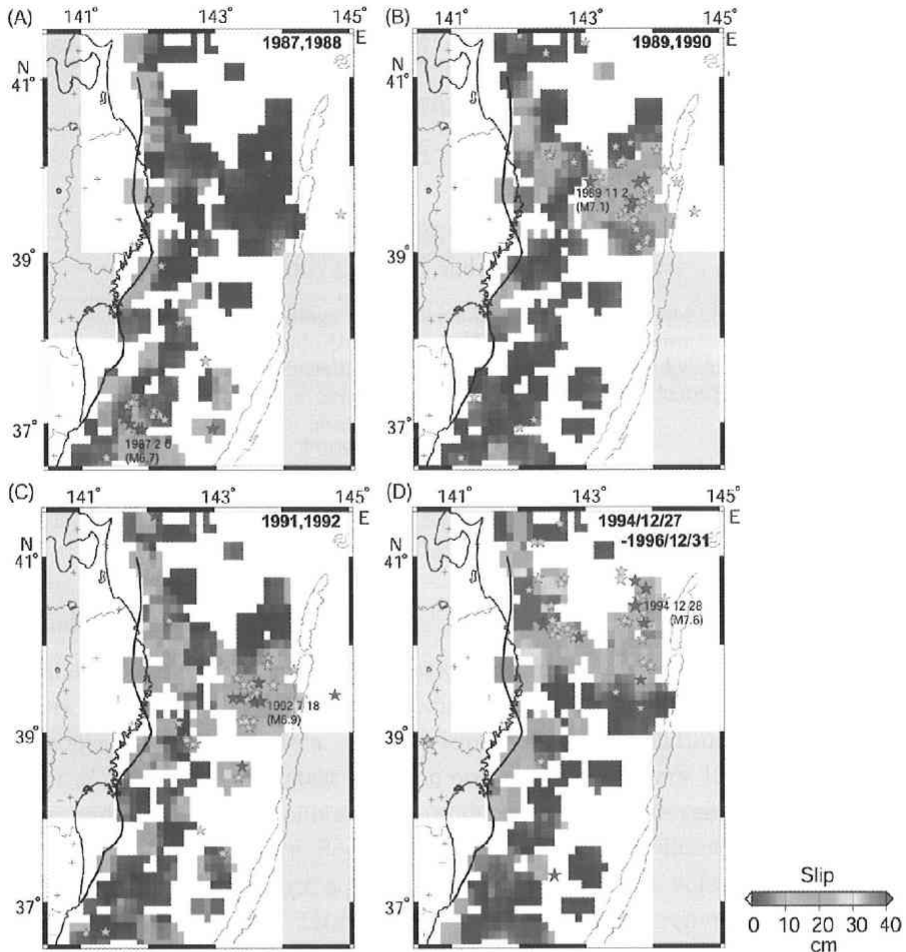 (A)
141° 143° 145°
E
1987,1988
N
41°
39°
37°
1987 2 6
(M6.7)
(B)
141° 143° 145°
E
1989,1990
N
41°
39°
37°
1989 11 2
(M7.1)
(C)
141° 143° 145°
E
1991,1992
N
41°
39°
37°
1992 7 18
(M6.9)
(D)
141° 143° 145°
E
1994/12/27
-1996/12/31
N
41°
39°
37°
1994 12 28
(M7.6)
Slip
0 10 20 30 40
cm